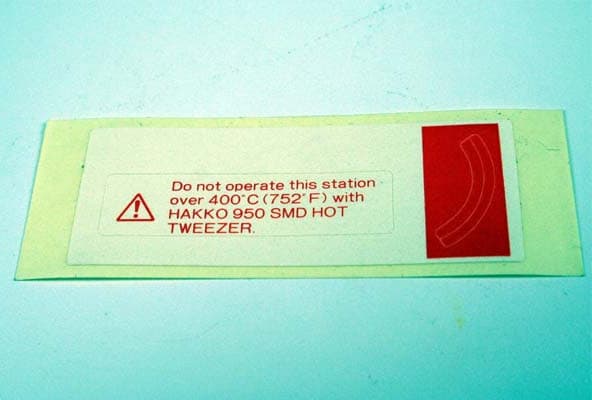 Do not operate this station
over 400°C (752°F) with
HAKKO 950 SMD HOT
TWEEZER.